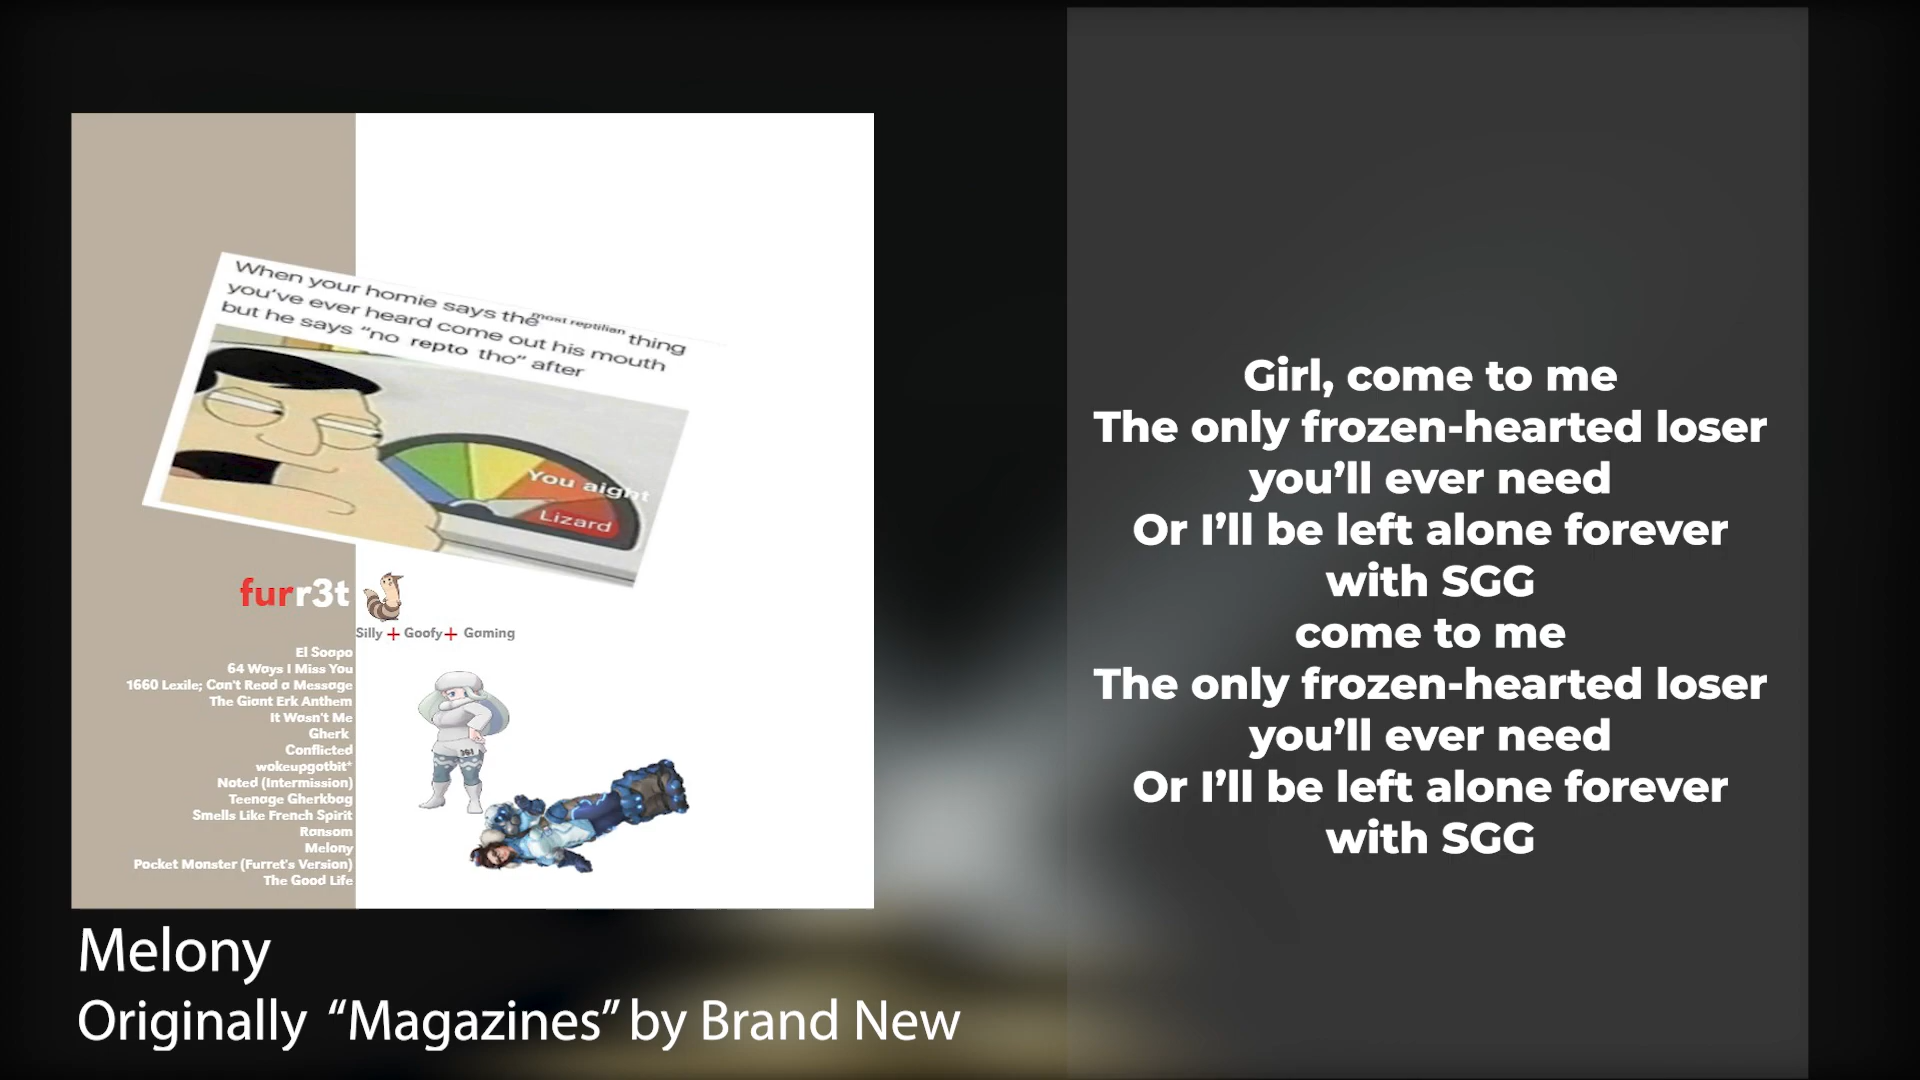 When your homie says the most reptilian thing
you've ever heard come out his mouth
but he says "no repto tho" after
You aight
Lizard
furr3t
Silly + Goofy + Gaming
El Soapo
64 Ways I Miss You
1660 Lexile; Can't Read a Message
The Giant Erk Anthem
It Wasn't Me
Gherk
Conflicted
wokeupgotbit*
Noted (Intermission)
Teenage Gherkbag
Smells Like French Spirit
Ransom
Melony
Pocket Monster (Furret's Version)
The Good Life
Melony
Originally "Magazines" by Brand New
Girl, come to me
The only frozen-hearted loser
you'll ever need
Or I'll be left alone forever
with SGG
come to me
The only frozen-hearted loser
you'll ever need
Or I'll be left alone forever
with SGG